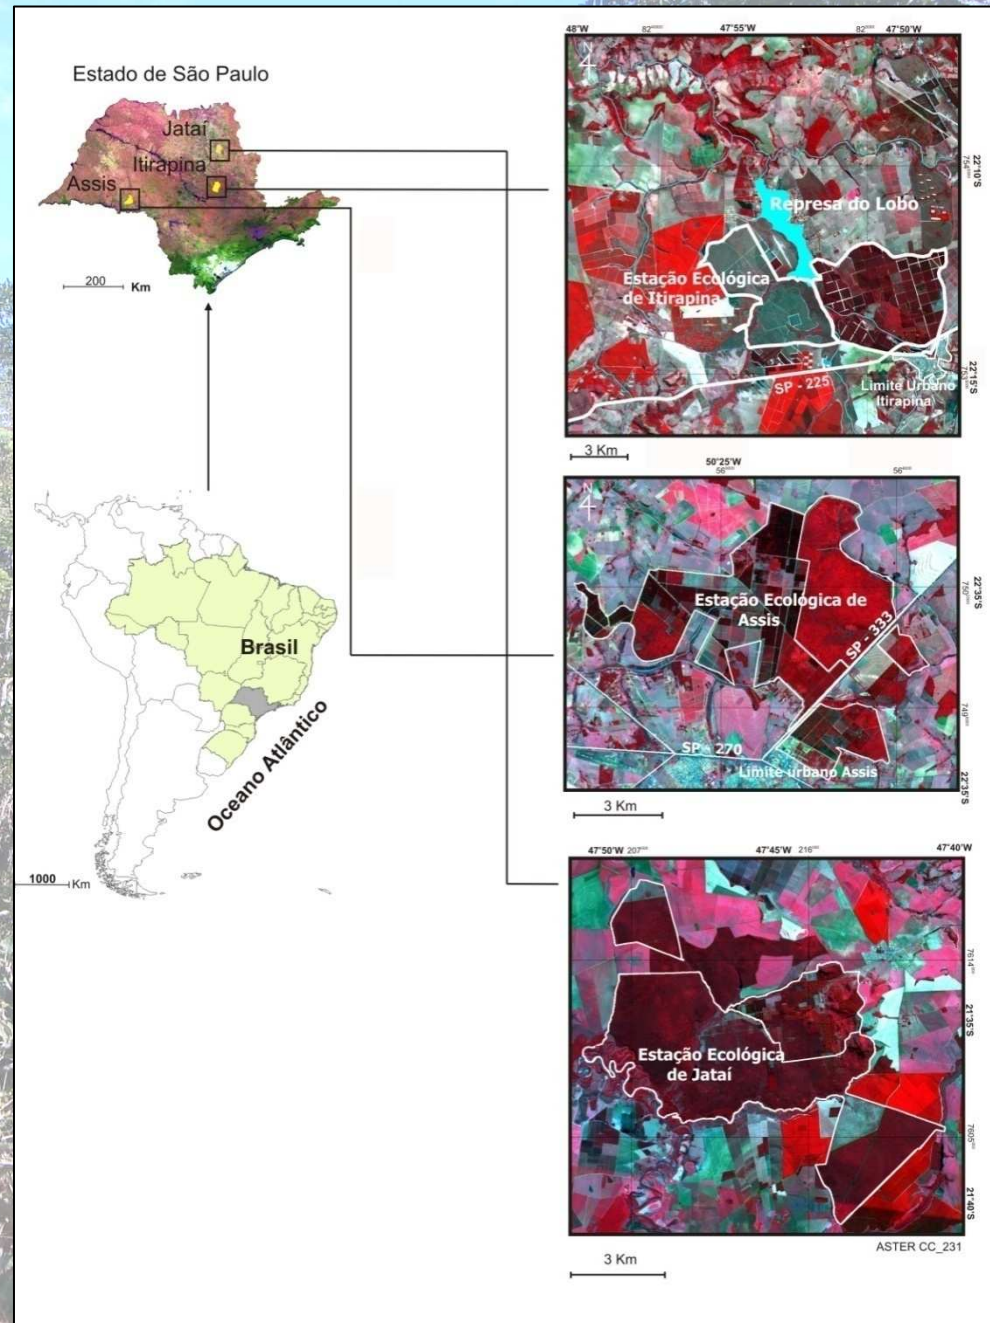 Estado de São Paulo
Jataí
Itirapina
Assis
200 Km
Brasil
Oceano Atlântico
1000 Km
48°W 47°55W 47°50'W
22°10'S
Represa do Lobo
Estação Ecológica
de Itirapina
SP - 225
Limite Urbano
Itirapina
22°15'S
3 Km
50°25'W
22°35'S
Estação Ecológica de
Assis
SP - 333
SP - 270
Limite urbano Assis
22°35'S
3 Km
47°50'W 47°45'W 47°40'W
21°35'S
Estação Ecológica
de Jataí
21°40'S
ASTER CC_231
3 Km